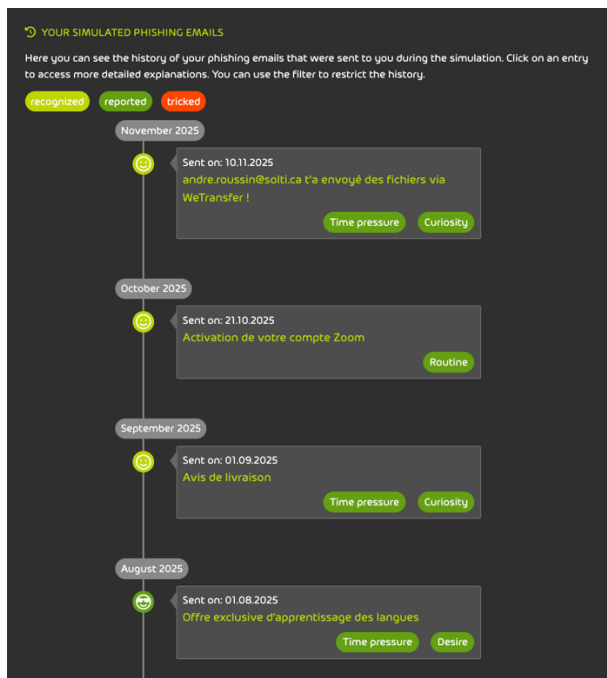 YOUR SIMULATED PHISHING EMAILS
Here you can see the history of your phishing emails that were sent to you during the simulation. Click on an entry
to access more detailed explanations. You can use the filter to restrict the history.
recognized reported tricked
November 2025
Sent on: 10.11.2025
andre.roussin@solti.ca t'a envoyé des fichiers via
WeTransfer !
Time pressure Curiosity
October 2025
Sent on: 21.10.2025
Activation de votre compte Zoom
Routine
September 2025
Sent on: 01.09.2025
Avis de livraison
Time pressure Curiosity
August 2025
Sent on: 01.08.2025
Offre exclusive d'apprentissage des langues
Time pressure Desire